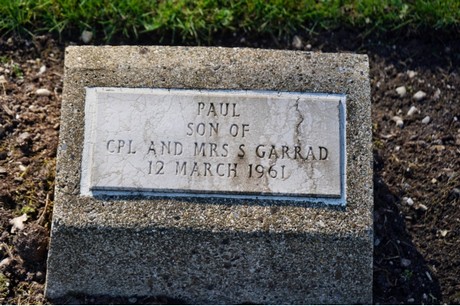 PAUL
SON OF
CPL AND MRS S GARRAD
12 MARCH 1961